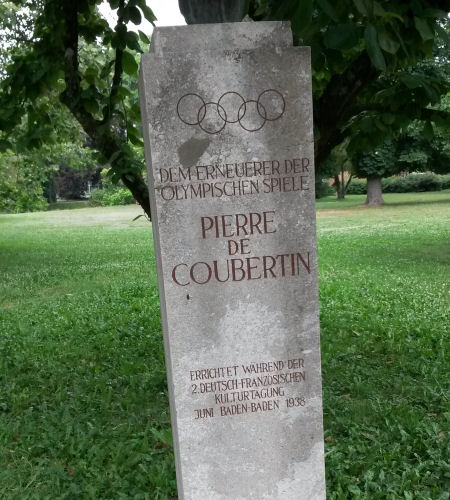 DEM ERNEUERER DER
OLYMPISCHEN SPIELE
PIERRE
DE
COUBERTIN
ERRICHTET WÄHREND DER
2. DEUTSCH-FRANZÖSISCHEN
KULTURTAGUNG
JUNI BADEN-BADEN 1938